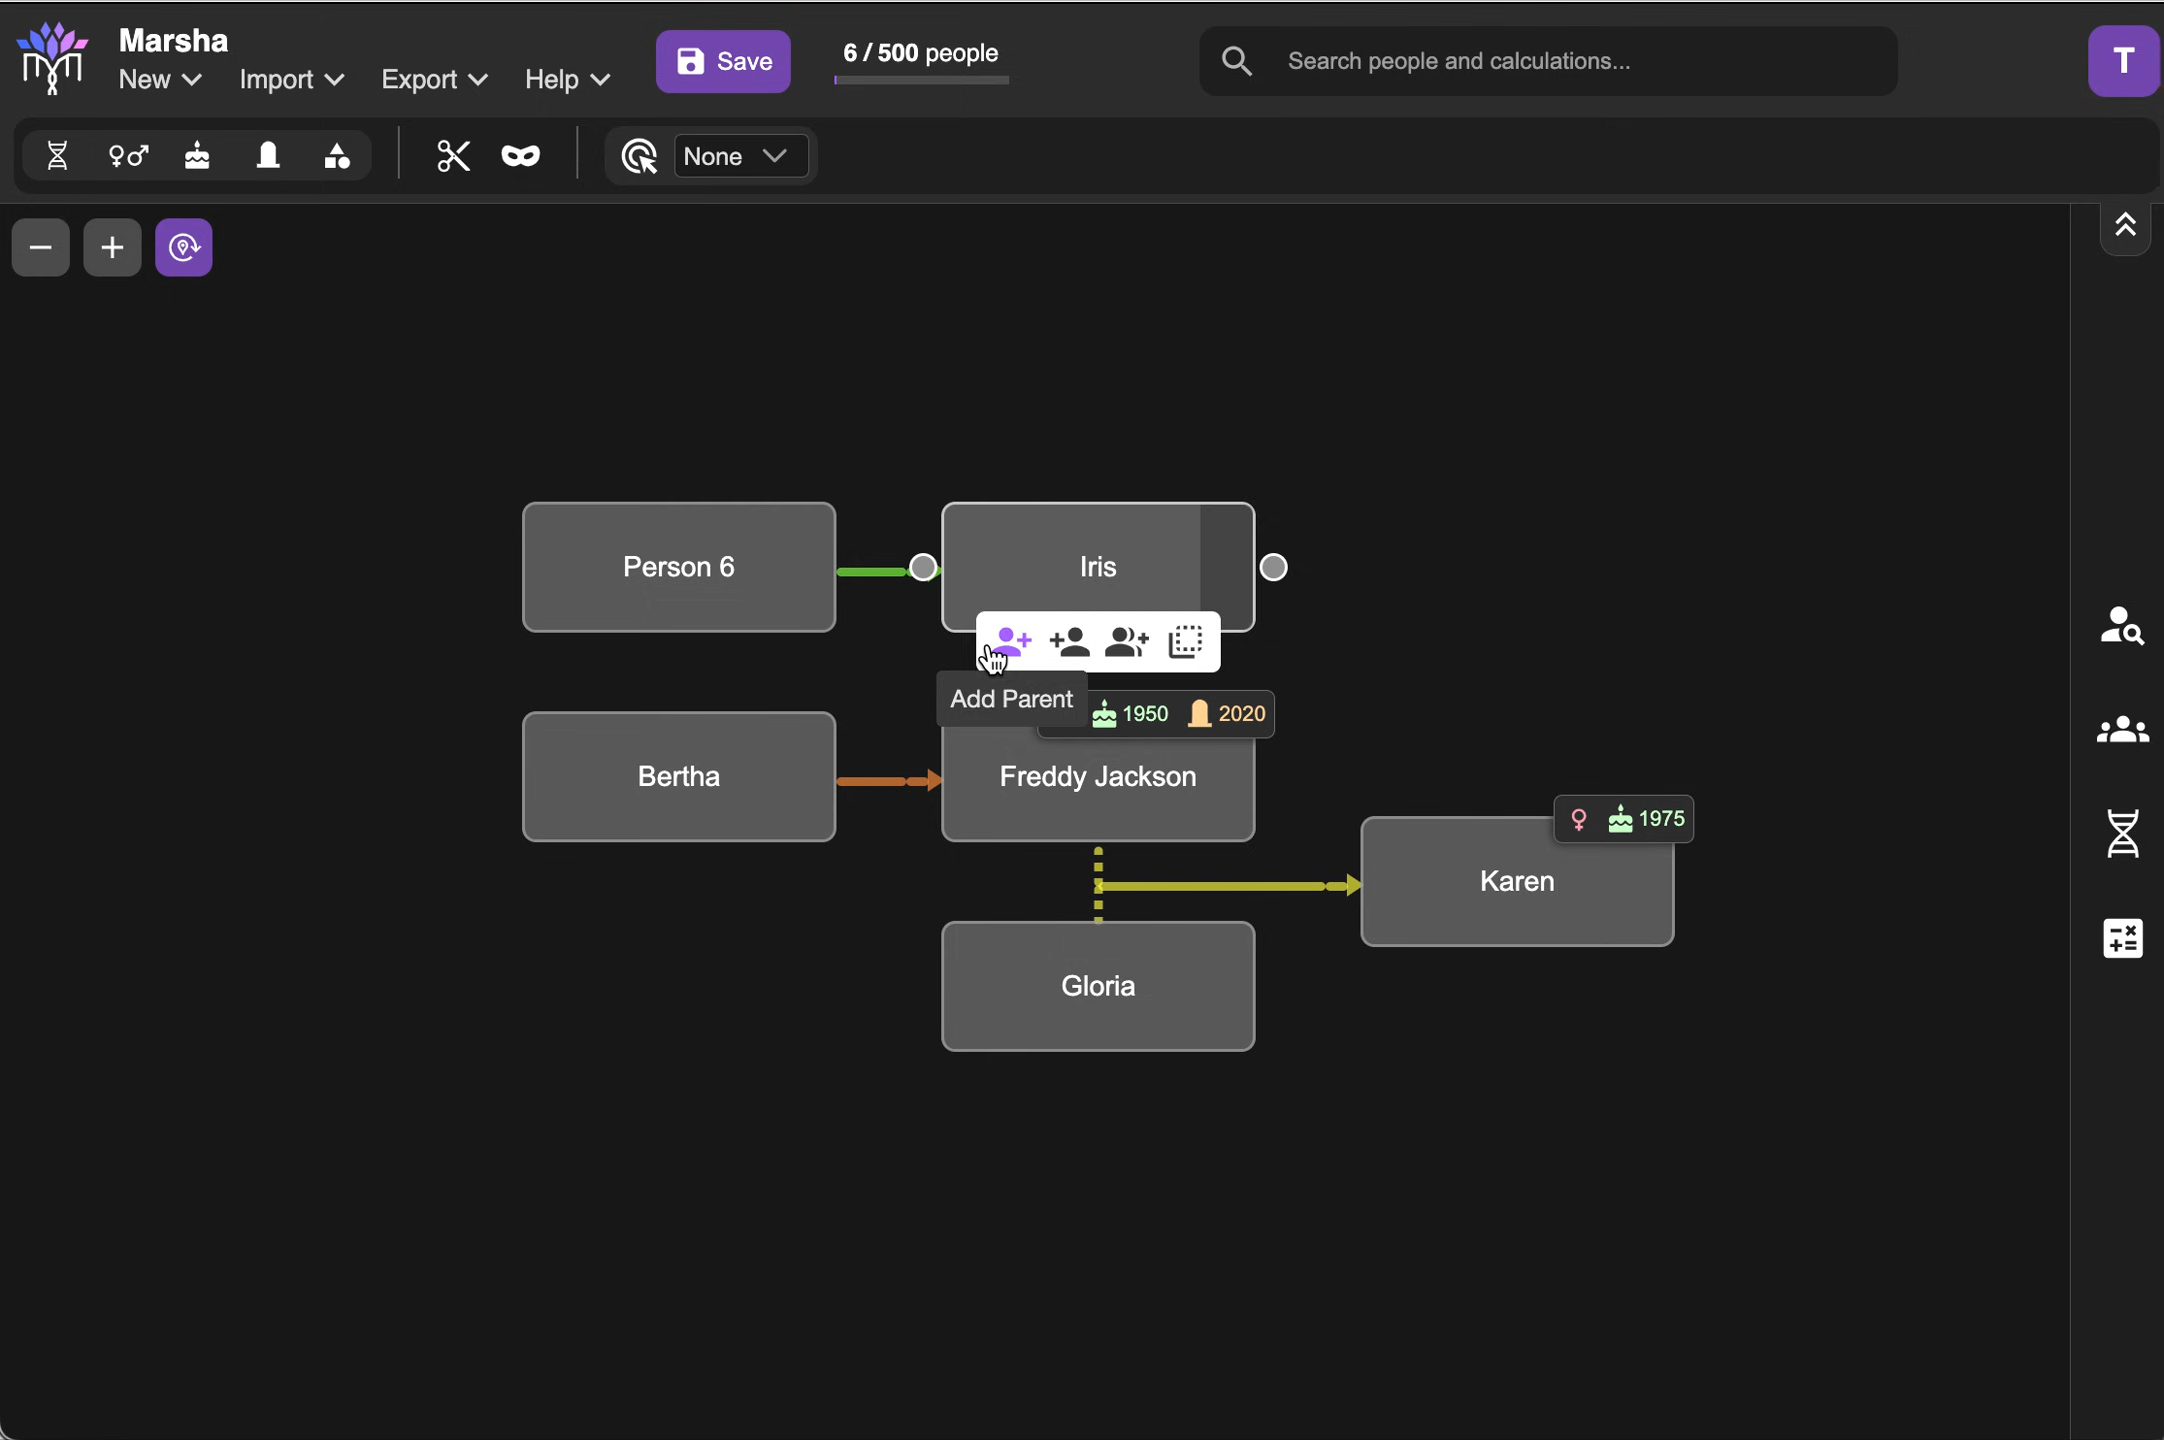 Marsha
New
Import
Export
Help
Save
6 / 500 people
Search people and calculations...
T
None
Person 6
Iris
Add Parent
1950
2020
Bertha
Freddy Jackson
1975
Karen
Gloria